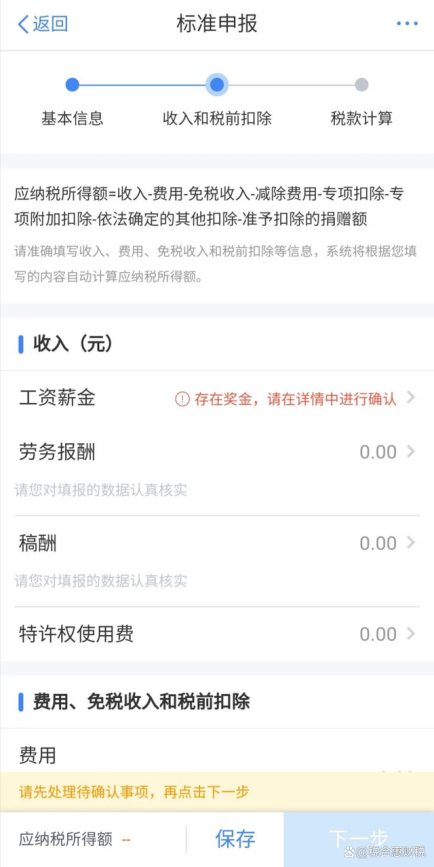 返回
标准申报
基本信息
收入和税前扣除
税款计算
应纳税所得额=收入-费用-免税收入-减除费用-专项扣除-专
项附加扣除-依法确定的其他扣除-准予扣除的捐赠额
请准确填写收入、费用、免税收入和税前扣除等信息，系统将根据您填
写的内容自动计算应纳税所得额。
收入（元）
工资薪金 存在奖金，请在详情中进行确认
劳务报酬 0.00
请您对填报的数据认真核实
稿酬 0.00
请您对填报的数据认真核实
特许权使用费 0.00
费用、免税收入和税前扣除
费用
请先处理待确认事项，再点击下一步
应纳税所得额 --
保存
下一步